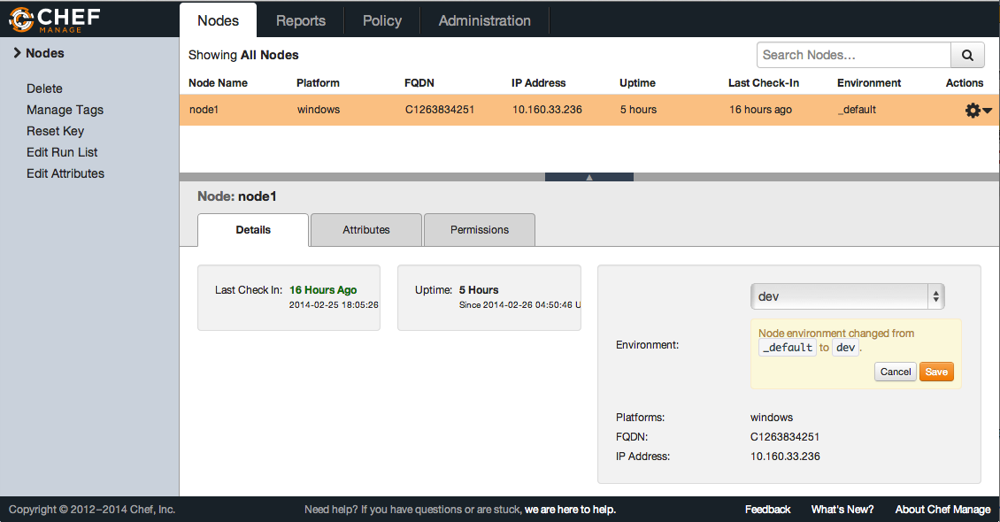 CHEF
MANAGE
Nodes Reports Policy Administration
Nodes
Delete
Manage Tags
Reset Key
Edit Run List
Edit Attributes
Showing All Nodes
Search Nodes...
Node Name Platform FQDN IP Address Uptime Last Check-In Environment Actions
node1 windows C1263834251 10.160.33.236 5 hours 16 hours ago _default
Node: node1
Details Attributes Permissions
Last Check In: 16 Hours Ago
2014-02-25 18:05:26
Uptime: 5 Hours
Since 2014-02-26 04:50:46 U
dev
Environment:
Node environment changed from
_default to dev.
Cancel Save
Platforms: windows
FQDN: C1263834251
IP Address: 10.160.33.236
Copyright © 2012–2014 Chef, Inc. Need help? If you have questions or are stuck, we are here to help. Feedback What's New? About Chef Manage